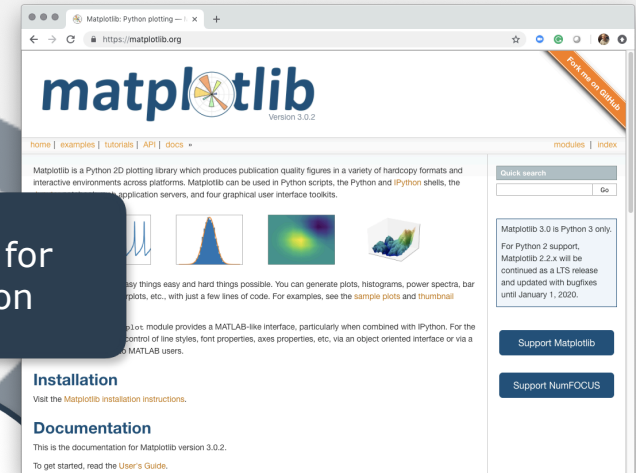 Matplotlib: Python plotting —
https://matplotlib.org
Fork me on GitHub
matplotlib
Version 3.0.2
home | examples | tutorials | API | docs »
modules | index
Matplotlib is a Python 2D plotting library which produces publication quality figures in a variety of hardcopy formats and
interactive environments across platforms. Matplotlib can be used in Python scripts, the Python and IPython shells, the
application servers, and four graphical user interface toolkits.
for
on
easy things easy and hard things possible. You can generate plots, histograms, power spectra, bar
etc., with just a few lines of code. For examples, see the sample plots and thumbnail
module provides a MATLAB-like interface, particularly when combined with IPython. For the
control of line styles, font properties, axes properties, etc, via an object oriented interface or via a
MATLAB users.
Installation
Visit the Matplotlib installation instructions.
Documentation
This is the documentation for Matplotlib version 3.0.2.
To get started, read the User's Guide.
Quick search
Go
Matplotlib 3.0 is Python 3 only.
For Python 2 support,
Matplotlib 2.2.x will be
continued as a LTS release
and updated with bugfixes
until January 1, 2020.
Support Matplotlib
Support NumFOCUS